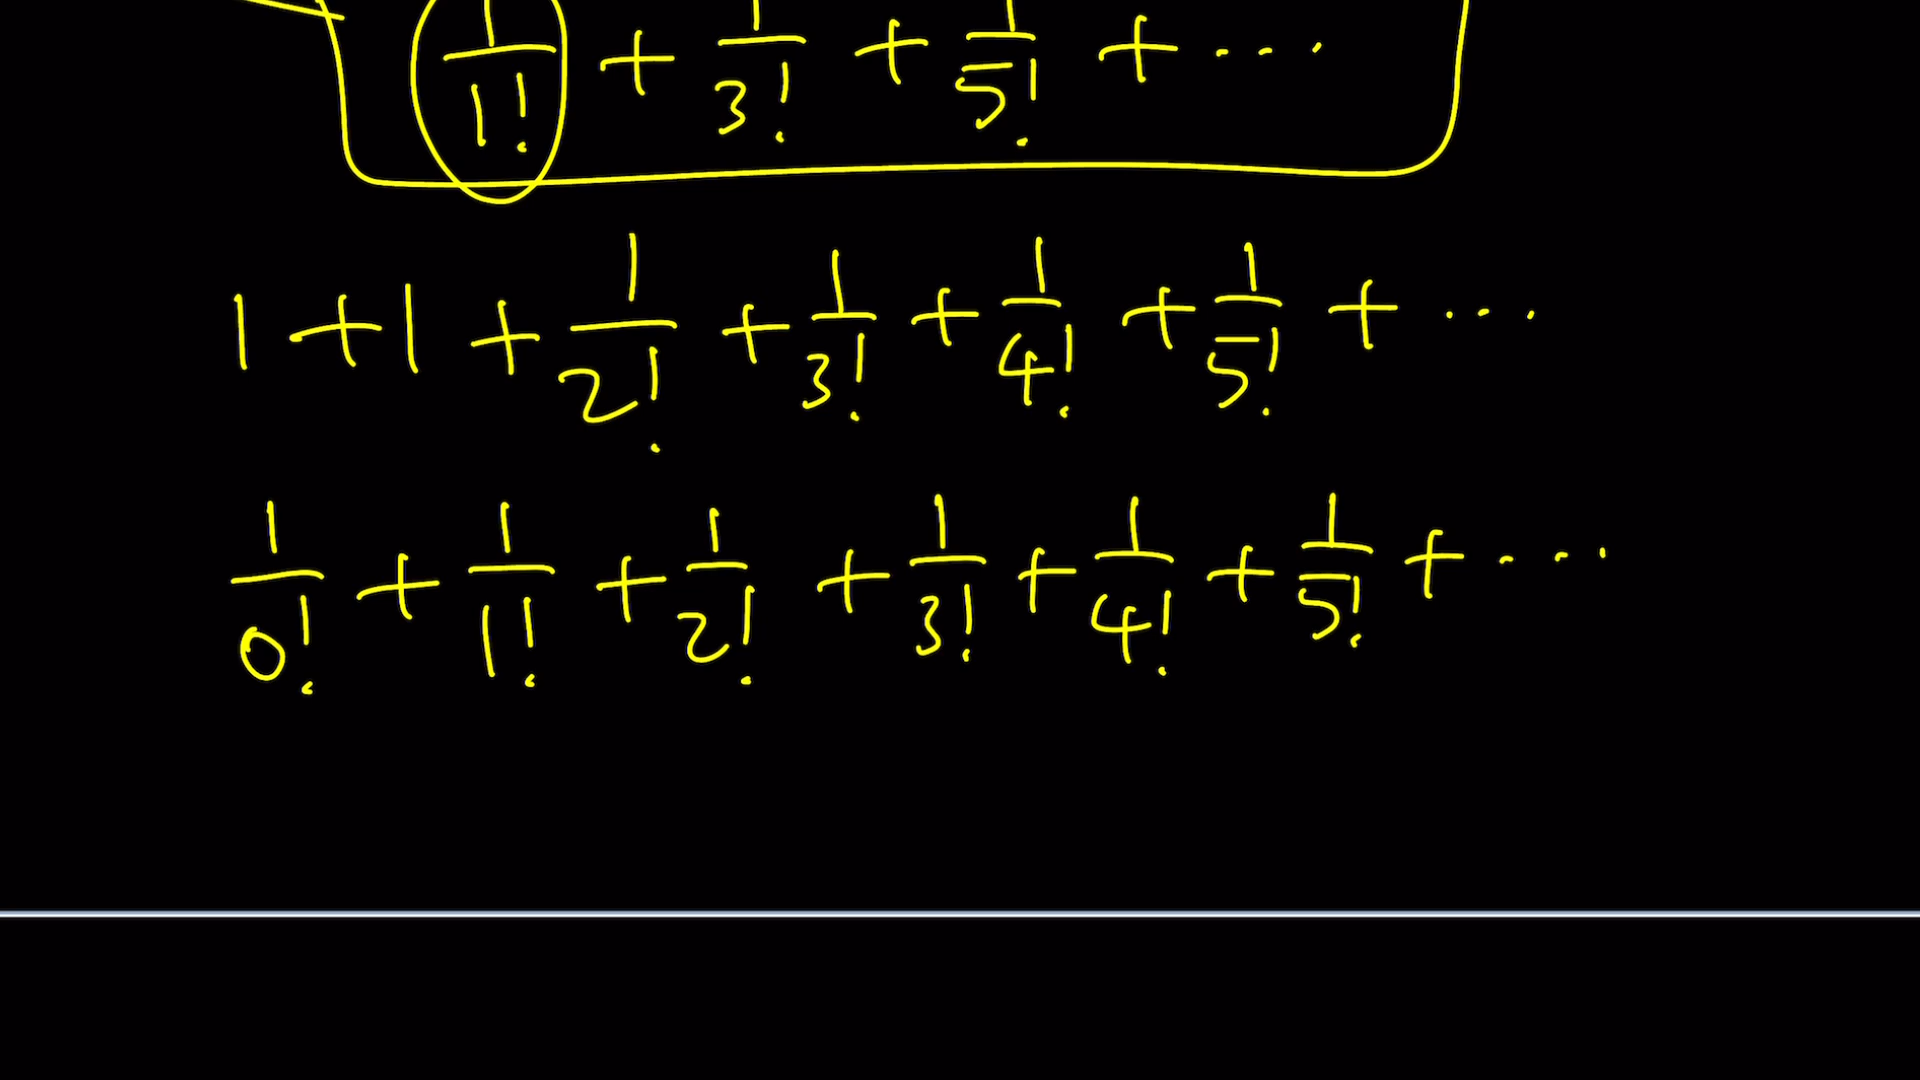 1/1! + 1/3! + 1/5! + ...
1 + 1 + 1/2! + 1/3! + 1/4! + 1/5! + ...
1/0! + 1/1! + 1/2! + 1/3! + 1/4! + 1/5! + ...